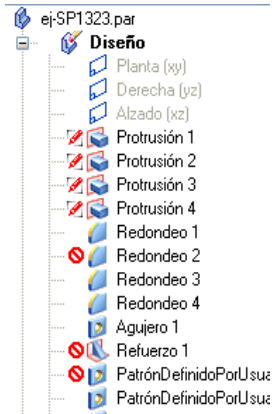 ej-SP1323.par
Diseño
Planta (xy)
Derecha (yz)
Alzado (xz)
Protrusión 1
Protrusión 2
Protrusión 3
Protrusión 4
Redondeo 1
Redondeo 2
Redondeo 3
Redondeo 4
Agujero 1
Refuerzo 1
PatrónDefinidoPorUsua
PatrónDefinidoPorUsua